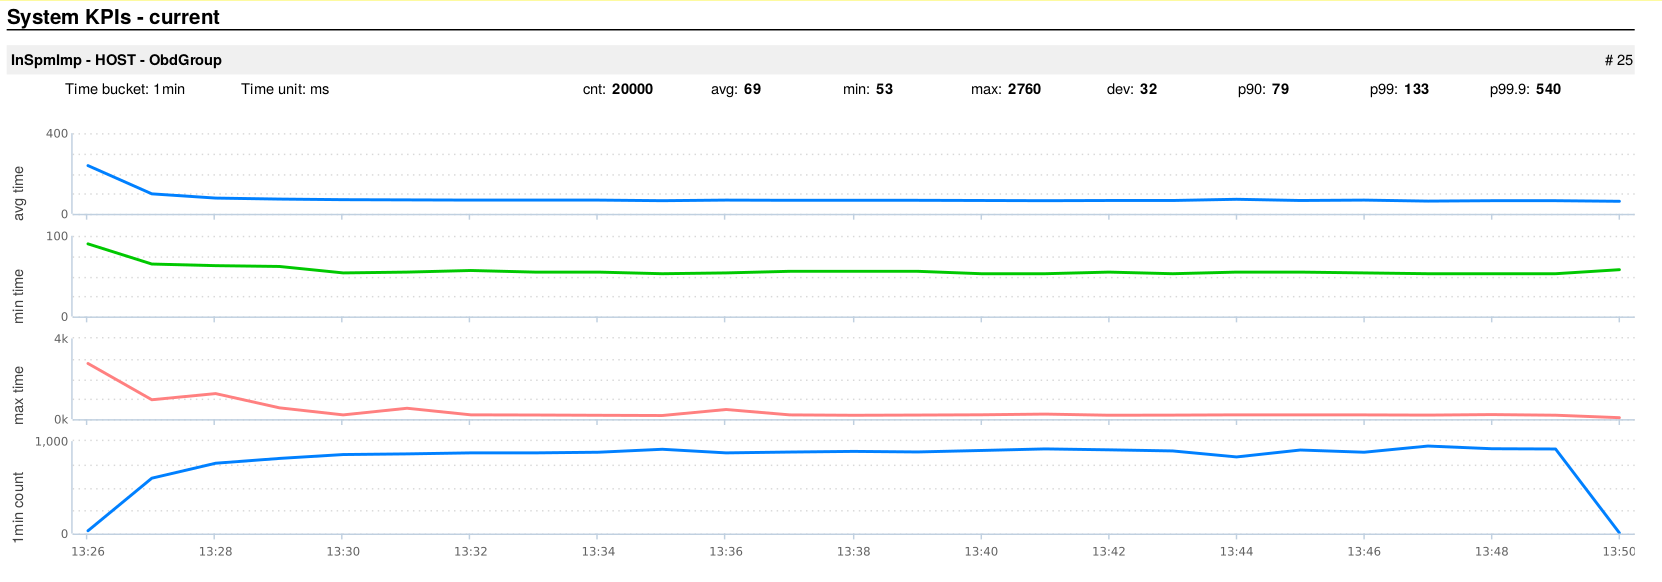 System KPIs - current
InSpmImp - HOST - ObdGroup # 25
Time bucket: 1min Time unit: ms cnt: 20000 avg: 69 min: 53 max: 2760 dev: 32 p90: 79 p99: 133 p99.9: 540
400
avg time
0
100
min time
0
4k
max time
0k
1,000
1min count
0
13:26 13:28 13:30 13:32 13:34 13:36 13:38 13:40 13:42 13:44 13:46 13:48 13:50